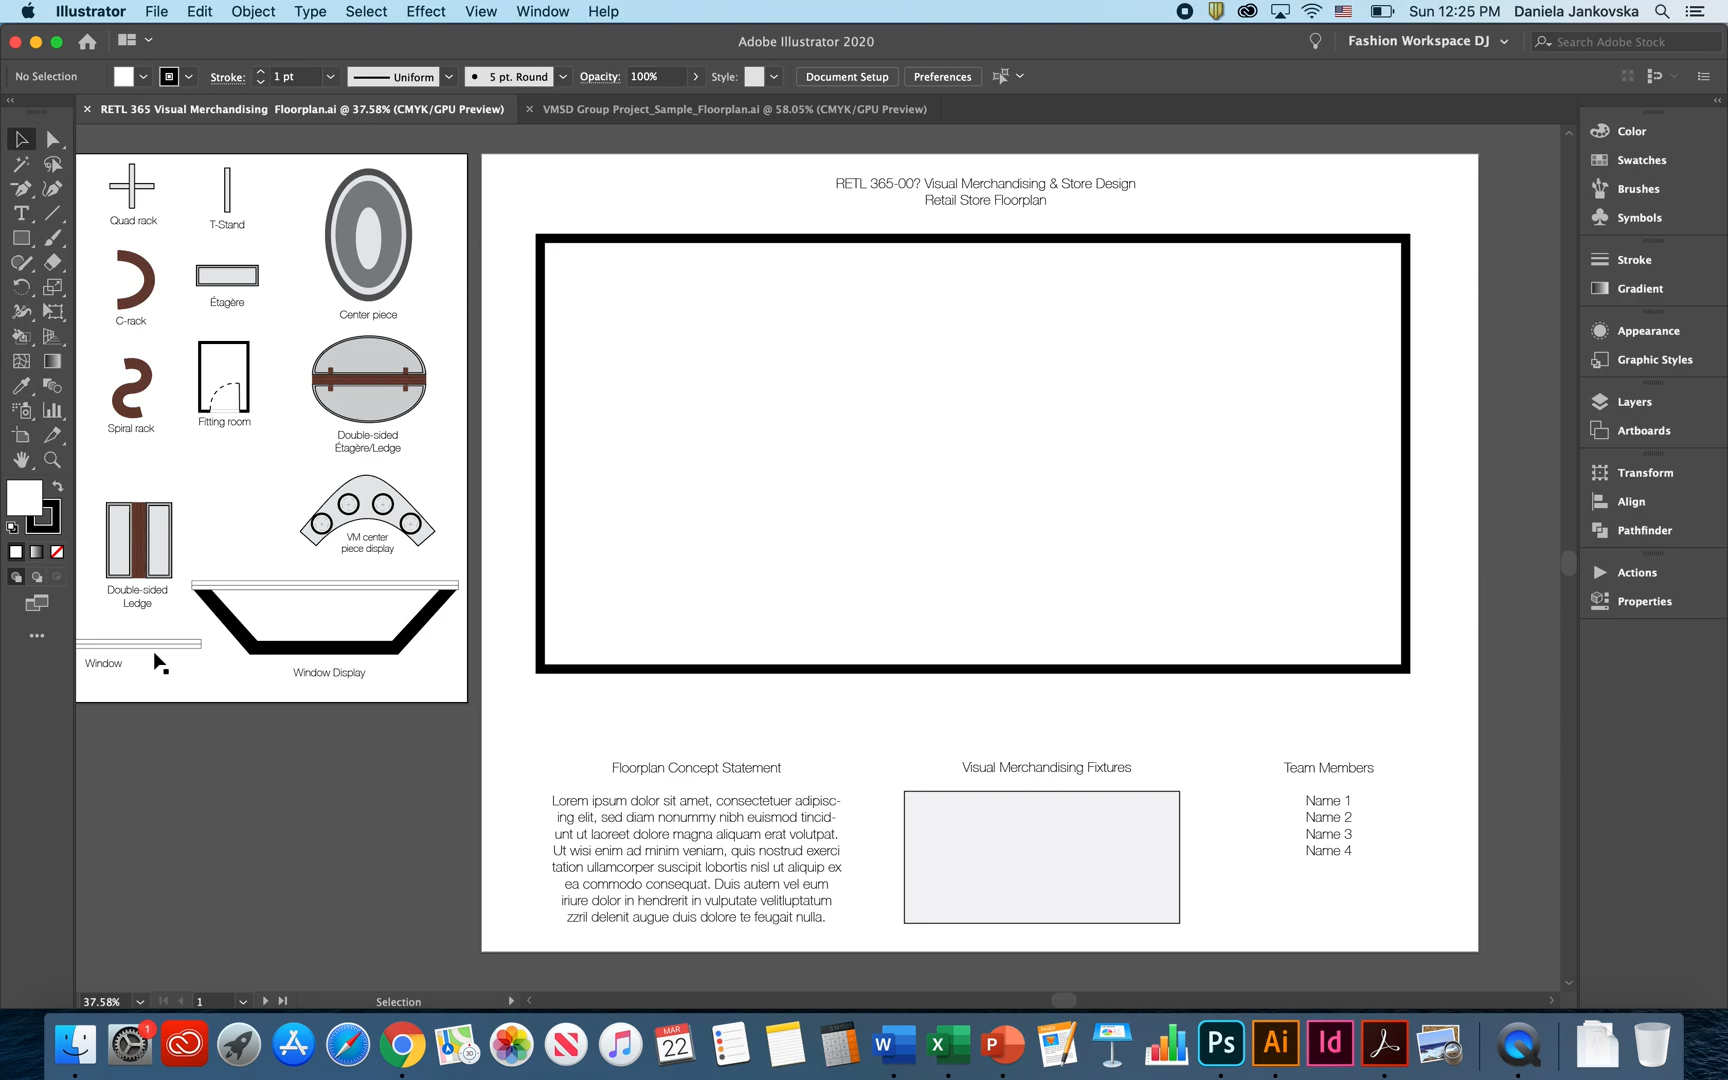 Illustrator File Edit Object Type Select Effect View Window Help
Sun 12:25 PM Daniela Jankovska
Adobe Illustrator 2020
Fashion Workspace DJ
Search Adobe Stock
No Selection
Stroke: 1 pt
Uniform
5 pt. Round
Opacity: 100%
Style:
Document Setup
Preferences
RETL 365 Visual Merchandising Floorplan.ai @ 37.58% (CMYK/GPU Preview)
VMSD Group Project_Sample_Floorplan.ai @ 58.05% (CMYK/GPU Preview)
Quad rack
T-Stand
C-rack
Étagère
Center piece
Spiral rack
Fitting room
Double-sided
Étagère/Ledge
VM center
piece display
Double-sided
Ledge
Window
Window Display
RETL 365-00? Visual Merchandising & Store Design
Retail Store Floorplan
Floorplan Concept Statement
Lorem ipsum dolor sit amet, consectetuer adipisc-
ing elit, sed diam nonummy nibh euismod tincid-
unt ut laoreet dolore magna aliquam erat volutpat.
Ut wisi enim ad minim veniam, quis nostrud exerci
tation ullamcorper suscipit lobortis nisl ut aliquip ex
ea commodo consequat. Duis autem vel eum
iriure dolor in hendrerit in vulputate velitluptatum
zzril delenit augue duis dolore te feugait nulla.
Visual Merchandising Fixtures
Team Members
Name 1
Name 2
Name 3
Name 4
Color
Swatches
Brushes
Symbols
Stroke
Gradient
Appearance
Graphic Styles
Layers
Artboards
Transform
Align
Pathfinder
Actions
Properties
37.58%
1
Selection
1
MAR
22
3D
W
X
P
Ps
Ai
Id